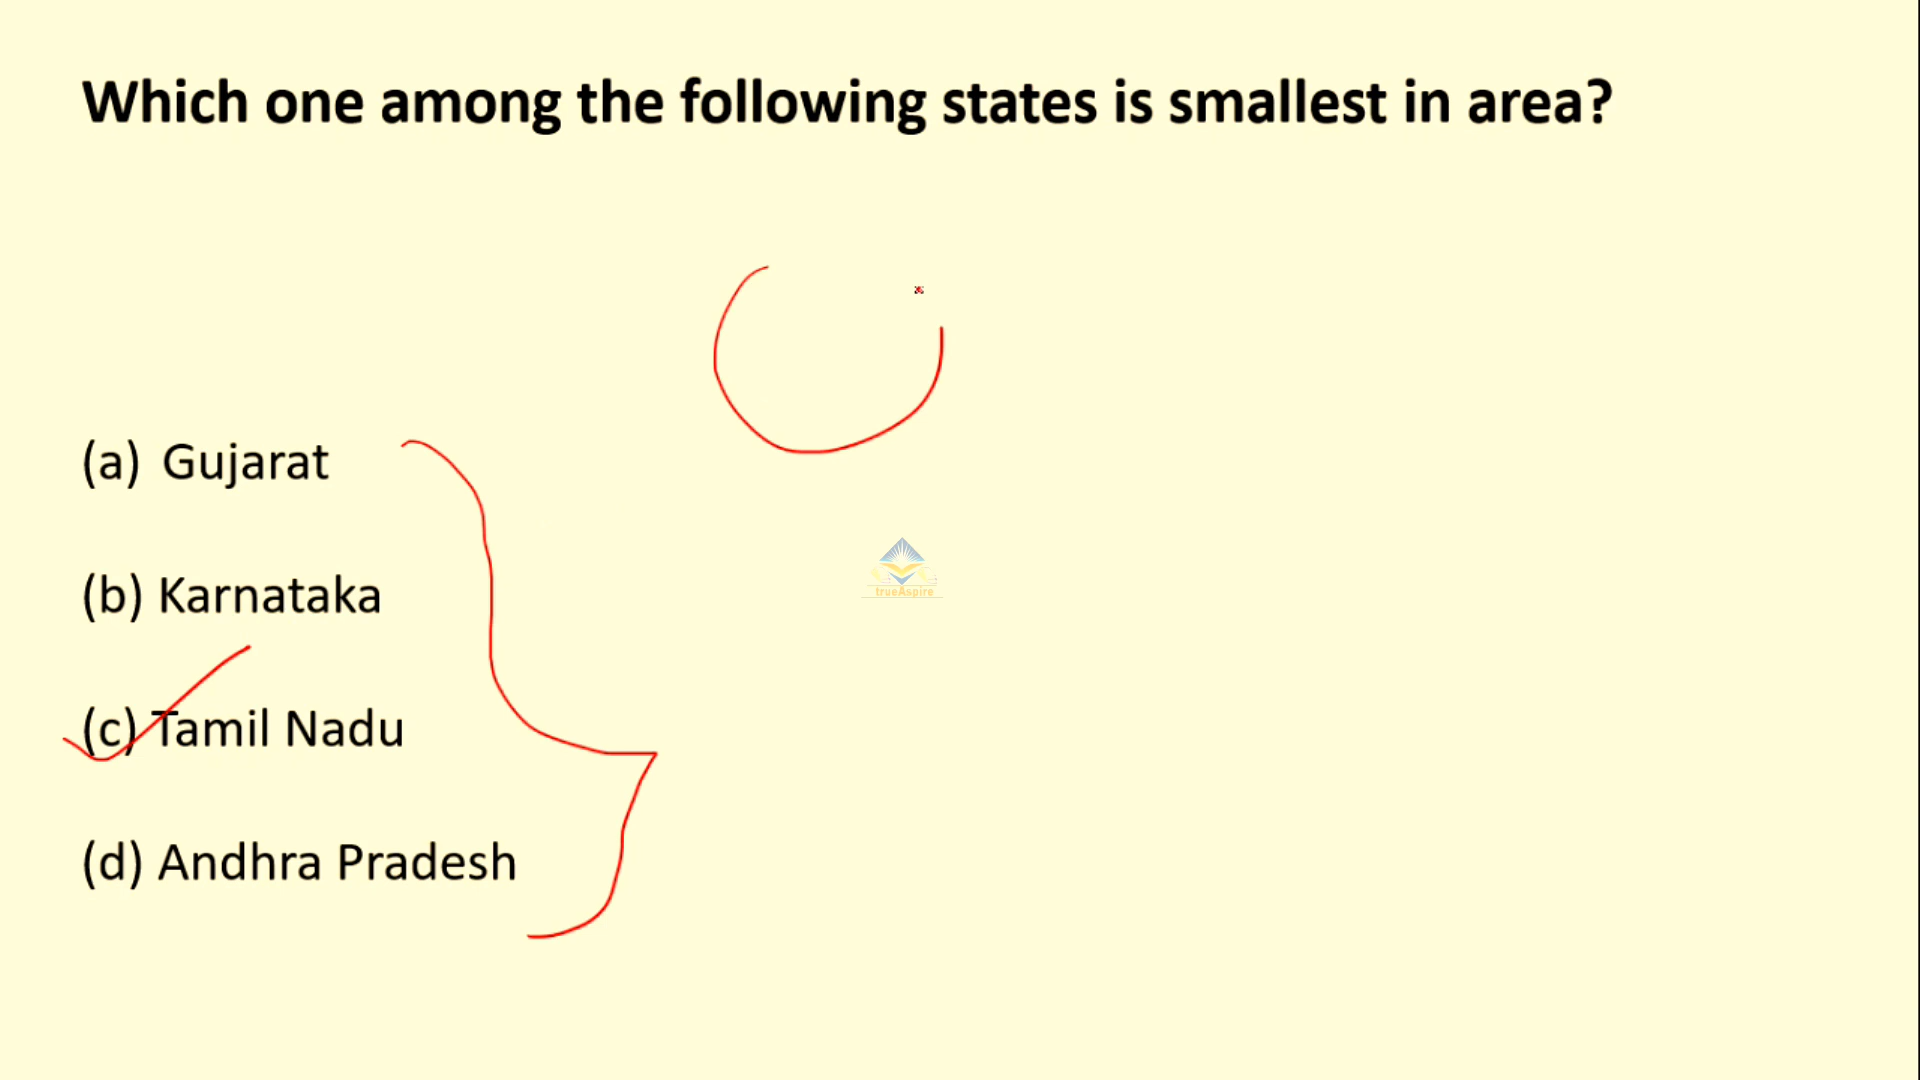 Which one among the following states is smallest in area?
(a) Gujarat
(b) Karnataka
(c) Tamil Nadu
(d) Andhra Pradesh
trueAspire